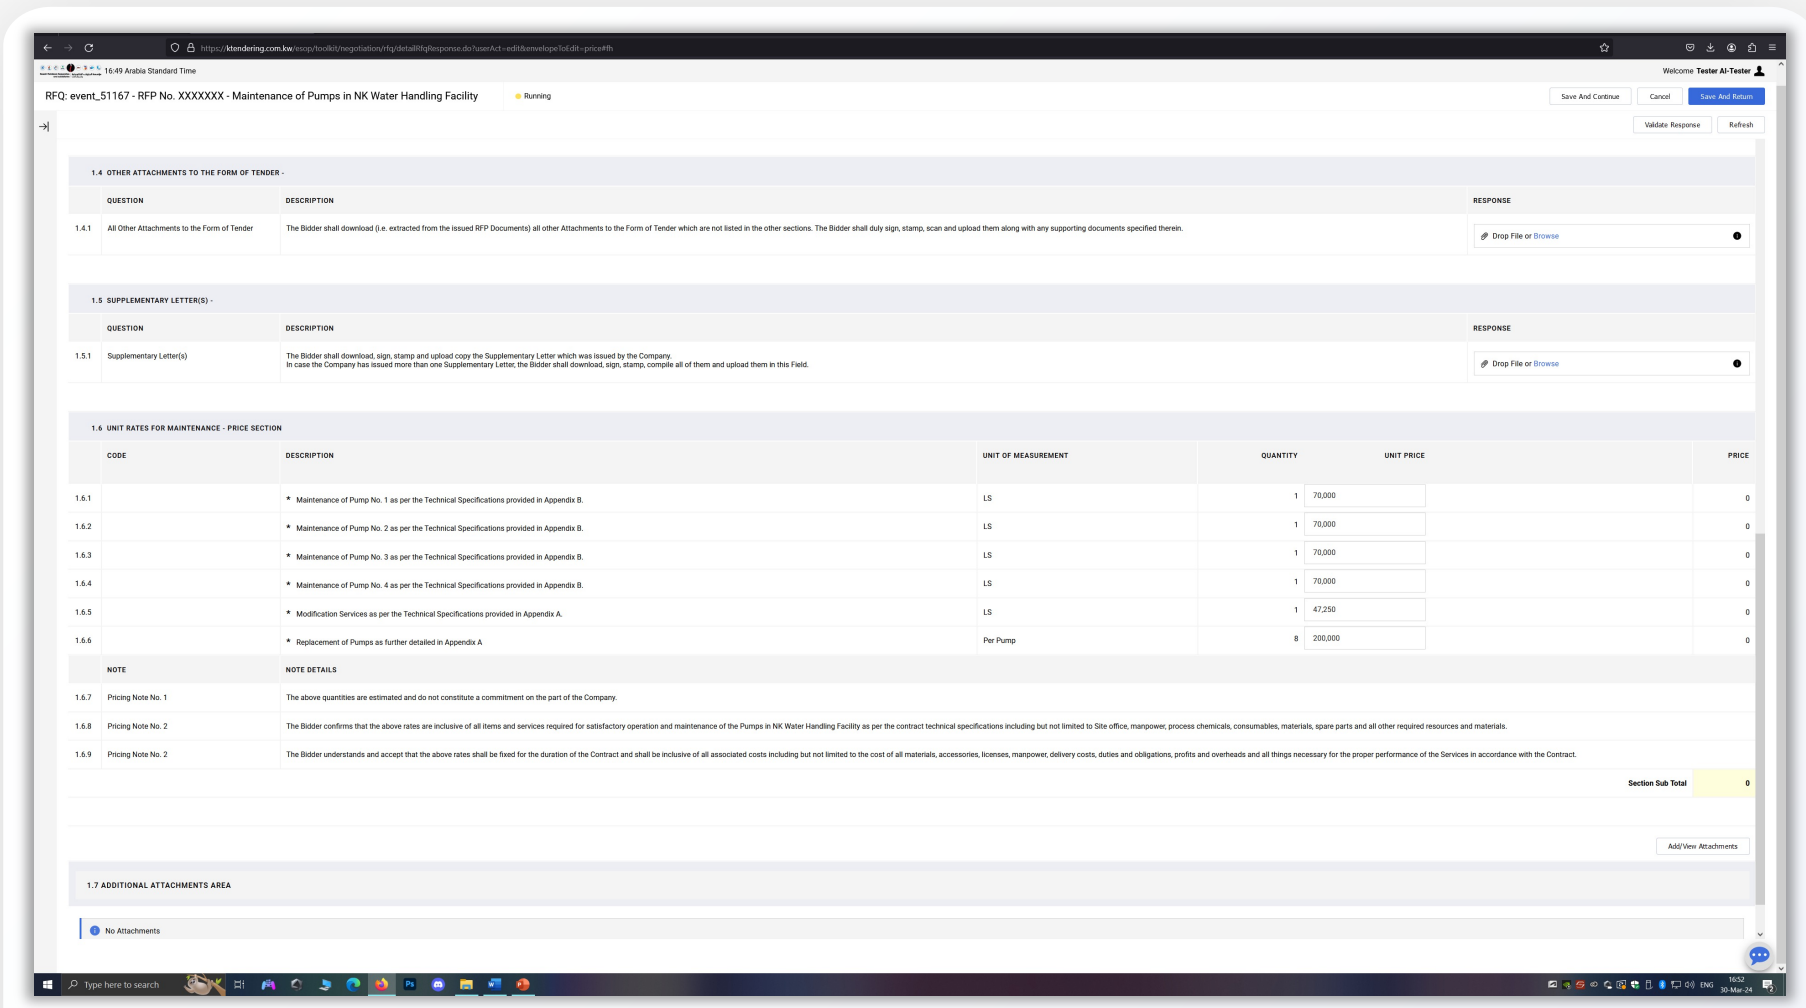 https://ktendering.com.kw/esop/toolkit/negotiation/rfq/detailRfqResponse.do?userAct=edit&envelopeToEdit=price#fh
16:49 Arabia Standard Time
Welcome Tester AI-Tester
RFQ: event_51167 - RFP No. XXXXXXX - Maintenance of Pumps in NK Water Handling Facility
Running
Save And Continue
Cancel
Save And Return
Validate Response
Refresh
1.4 OTHER ATTACHMENTS TO THE FORM OF TENDER -
QUESTION DESCRIPTION RESPONSE
1.4.1 All Other Attachments to the Form of Tender The Bidder shall download (i.e. extracted from the issued RFP Documents) all other Attachments to the Form of Tender which are not listed in the other sections. The Bidder shall duly sign, stamp, scan and upload them along with any supporting documents specified therein.
Drop File or Browse
1.5 SUPPLEMENTARY LETTER(S) -
QUESTION DESCRIPTION RESPONSE
1.5.1 Supplementary Letter(s) The Bidder shall download, sign, stamp and upload copy the Supplementary Letter which was issued by the Company.
In case the Company has issued more than one Supplementary Letter, the Bidder shall download, sign, stamp, compile all of them and upload them in this Field.
Drop File or Browse
1.6 UNIT RATES FOR MAINTENANCE - PRICE SECTION
CODE DESCRIPTION UNIT OF MEASUREMENT QUANTITY UNIT PRICE PRICE
1.6.1 * Maintenance of Pump No. 1 as per the Technical Specifications provided in Appendix B. LS 1 70,000 0
1.6.2 * Maintenance of Pump No. 2 as per the Technical Specifications provided in Appendix B. LS 1 70,000 0
1.6.3 * Maintenance of Pump No. 3 as per the Technical Specifications provided in Appendix B. LS 1 70,000 0
1.6.4 * Maintenance of Pump No. 4 as per the Technical Specifications provided in Appendix B. LS 1 70,000 0
1.6.5 * Modification Services as per the Technical Specifications provided in Appendix A. LS 1 47,250 0
1.6.6 * Replacement of Pumps as further detailed in Appendix A Per Pump 8 200,000 0
NOTE NOTE DETAILS
1.6.7 Pricing Note No. 1 The above quantities are estimated and do not constitute a commitment on the part of the Company.
1.6.8 Pricing Note No. 2 The Bidder confirms that the above rates are inclusive of all items and services required for satisfactory operation and maintenance of the Pumps in NK Water Handling Facility as per the contract technical specifications including but not limited to Site office, manpower, process chemicals, consumables, materials, spare parts and all other required resources and materials.
1.6.9 Pricing Note No. 2 The Bidder understands and accept that the above rates shall be fixed for the duration of the Contract and shall be inclusive of all associated costs including but not limited to the cost of all materials, accessories, licenses, manpower, delivery costs, duties and obligations, profits and overheads and all things necessary for the proper performance of the Services in accordance with the Contract.
Section Sub Total 0
Add/View Attachments
1.7 ADDITIONAL ATTACHMENTS AREA
No Attachments
Type here to search
Ps
ENG
16:52
30-Mar-24